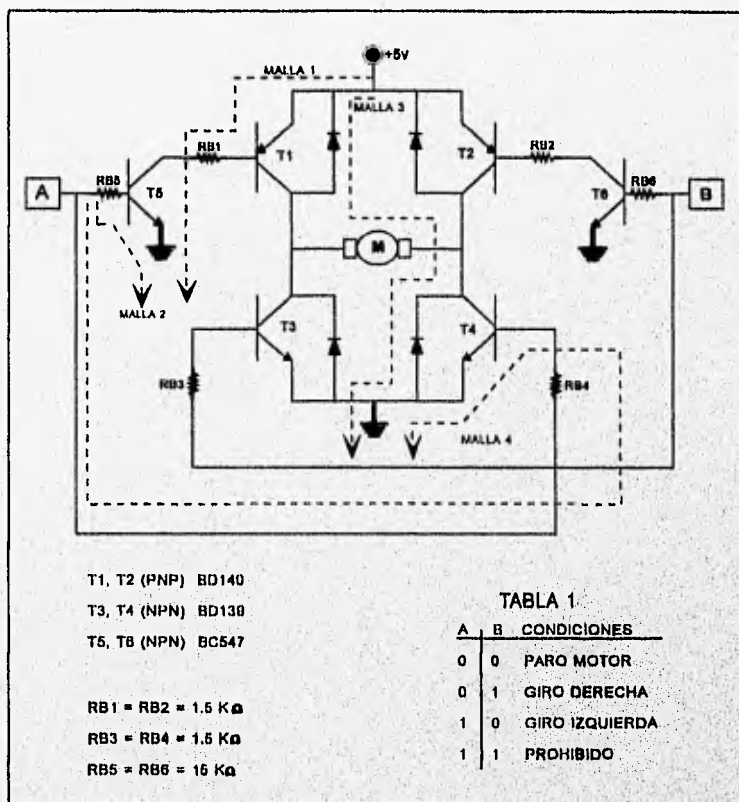 +5v
MALLA 1
MALLA 3
RB1
T1
T2
RB2
A
RB5
T5
T6
RB6
B
M
MALLA 2
T3
T4
RB3
RB4
MALLA 4
T1, T2 (PNP) BD140
T3, T4 (NPN) BD139
T5, T6 (NPN) BC547
RB1 = RB2 = 1.5 KΩ
RB3 = RB4 = 1.5 KΩ
RB5 = RB6 = 15 KΩ
TABLA 1
A B CONDICIONES
0 0 PARO MOTOR
0 1 GIRO DERECHA
1 0 GIRO IZQUIERDA
1 1 PROHIBIDO